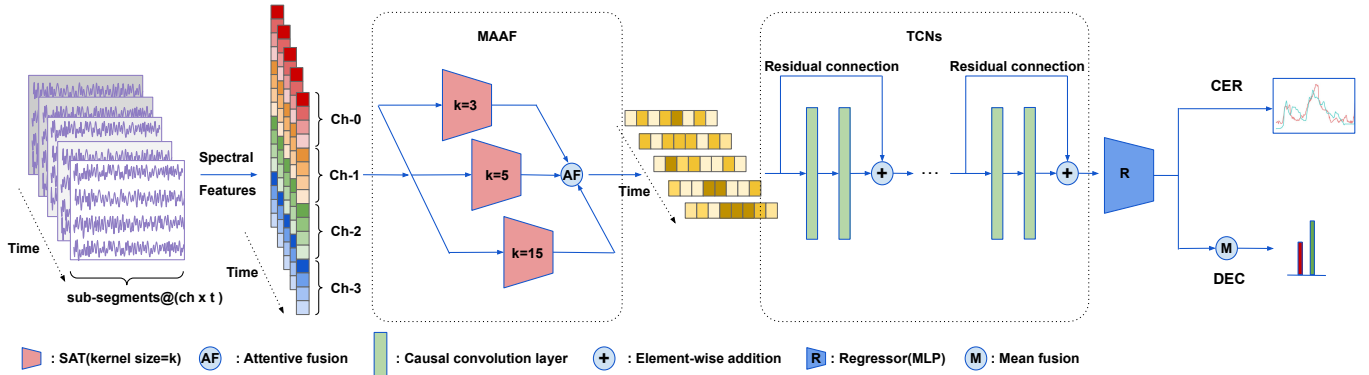 MAAF
TCNs
Residual connection
Residual connection
CER
Ch-0
k=3
Spectral
Features
Ch-1
k=5
AF
Time
+
...
+
R
Ch-2
Time
k=15
M
Time
Ch-3
DEC
sub-segments@(ch x t )
: SAT(kernel size=k)
AF : Attentive fusion
: Causal convolution layer
+ : Element-wise addition
R : Regressor(MLP)
M : Mean fusion